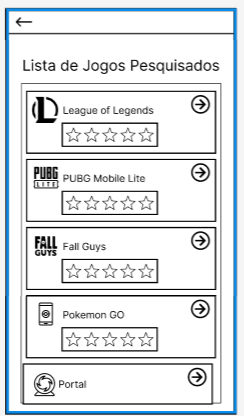 Lista de Jogos Pesquisados
League of Legends
PUBG
LITE
PUBG Mobile Lite
FALL
GUYS
Fall Guys
Pokemon GO
Portal